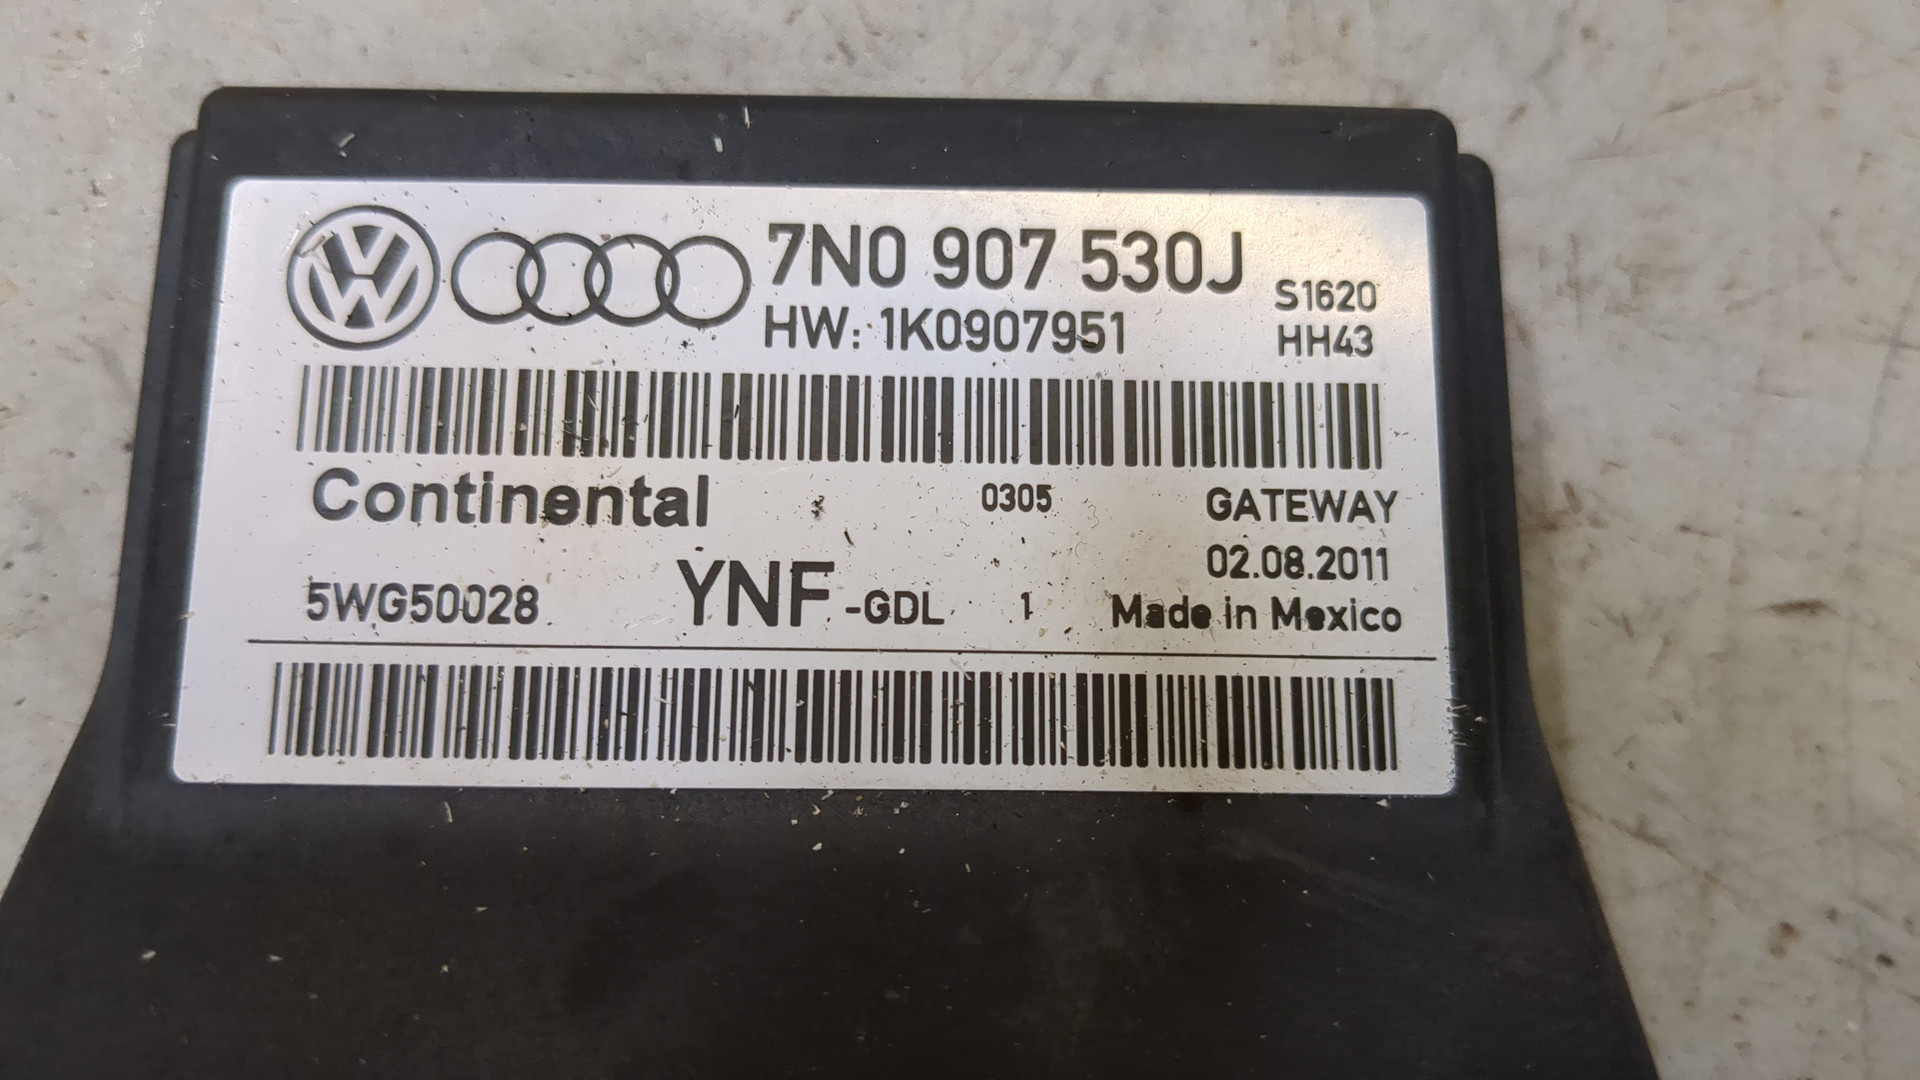 7N0 907 530J S1620
HW: 1K0907951 HH43
Continental 0305 GATEWAY
02.08.2011
5WG50028 YNF-GDL 1 Made in Mexico